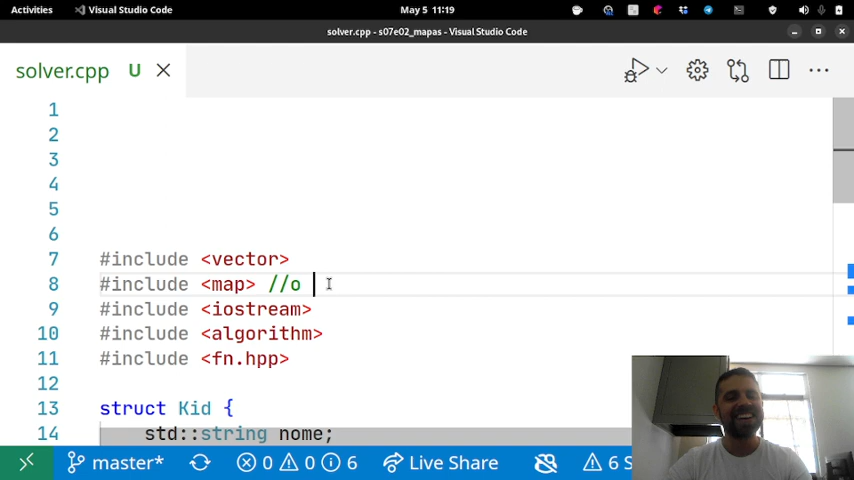 Activities Visual Studio Code May 5 11:19
solver.cpp - s07e02_mapas - Visual Studio Code
solver.cpp U
1
2
3
4
5
6
7 #include <vector>
8 #include <map> //o
9 #include <iostream>
10 #include <algorithm>
11 #include <fn.hpp>
12
13 struct Kid {
14 std::string nome;
master* 0 0 6 Live Share 6 S